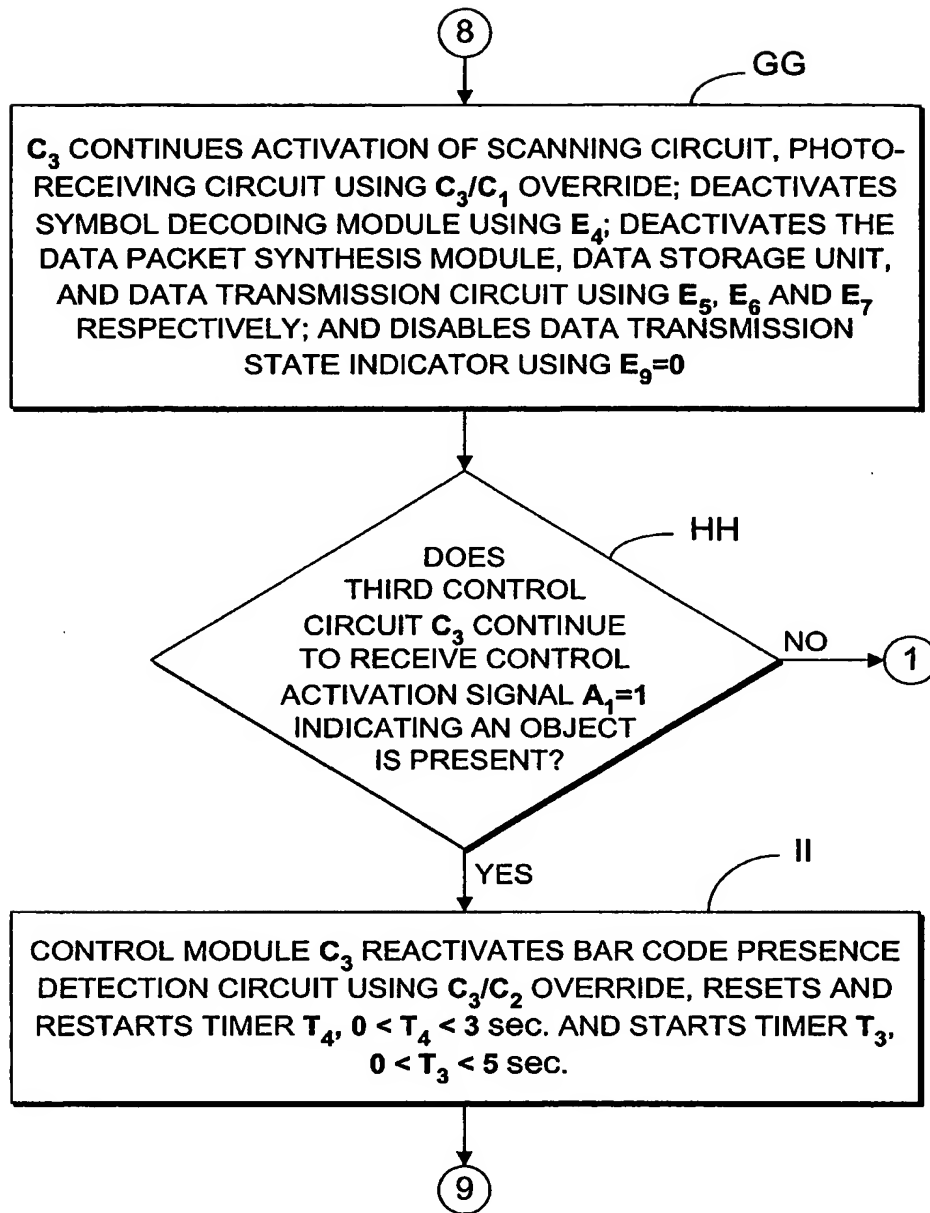 8
GG
C3 CONTINUES ACTIVATION OF SCANNING CIRCUIT, PHOTO-
RECEIVING CIRCUIT USING C3/C1 OVERRIDE; DEACTIVATES
SYMBOL DECODING MODULE USING E4; DEACTIVATES THE
DATA PACKET SYNTHESIS MODULE, DATA STORAGE UNIT,
AND DATA TRANSMISSION CIRCUIT USING E5, E6 AND E7
RESPECTIVELY; AND DISABLES DATA TRANSMISSION
STATE INDICATOR USING E9=0
HH
DOES
THIRD CONTROL
CIRCUIT C3 CONTINUE
TO RECEIVE CONTROL
ACTIVATION SIGNAL A1=1
INDICATING AN OBJECT
IS PRESENT?
NO
1
YES
II
CONTROL MODULE C3 REACTIVATES BAR CODE PRESENCE
DETECTION CIRCUIT USING C3/C2 OVERRIDE, RESETS AND
RESTARTS TIMER T4, 0 < T4 < 3 sec. AND STARTS TIMER T3,
0 < T3 < 5 sec.
9